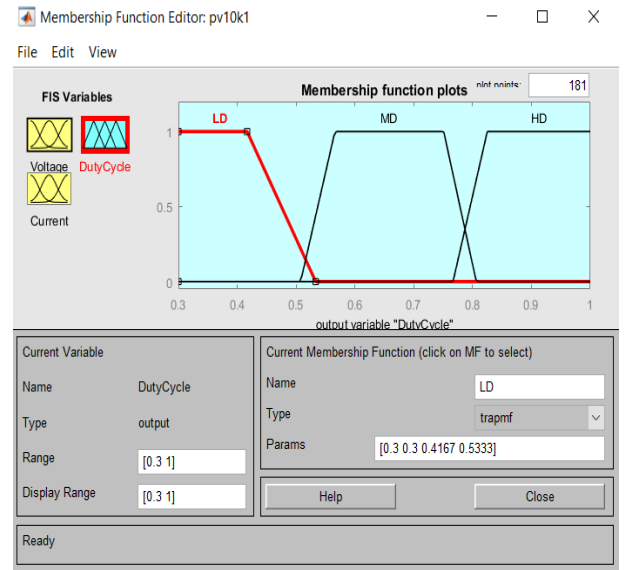 Membership Function Editor: pv10k1
File Edit View
FIS Variables
Voltage
DutyCycle
Current
Membership function plots
plot points:
181
LD
MD
HD
1
0.5
0
0.3 0.4 0.5 0.6 0.7 0.8 0.9 1
output variable "DutyCycle"
Current Variable
Name DutyCycle
Type output
Range [0.3 1]
Display Range [0.3 1]
Current Membership Function (click on MF to select)
Name LD
Type trapmf
Params [0.3 0.3 0.4167 0.5333]
Help Close
Ready